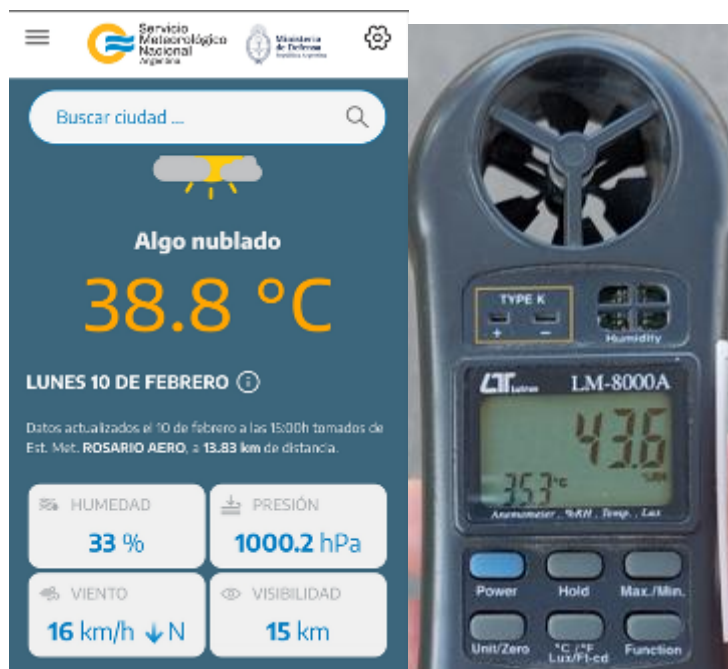 Servicio
Meteorológico
Nacional
Argentina
Ministerio
de Defensa
República Argentina
Buscar ciudad ...
Algo nublado
38.8 °C
LUNES 10 DE FEBRERO
Datos actualizados el 10 de febrero a las 15:00h tomados de
Est. Met. ROSARIO AERO, a 13.83 km de distancia.
HUMEDAD
33 %
PRESIÓN
1000.2 hPa
VIENTO
16 km/h N
VISIBILIDAD
15 km
TYPE K
+ −
Humidity
Lutron LM-8000A
43.6
%RH
35.3 °C
Anemometer, %RH, Temp., Lux
Power Hold Max./Min.
Unit/Zero °C/°F Function
Lux/Ft-cd